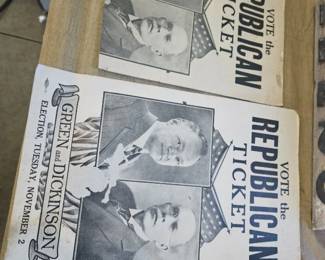 VOTE the
REPUBLICAN
TICKET
VOTE the
REPUBLICAN
TICKET
GREEN and DICKINSON
ELECTION, TUESDAY, NOVEMBER 2